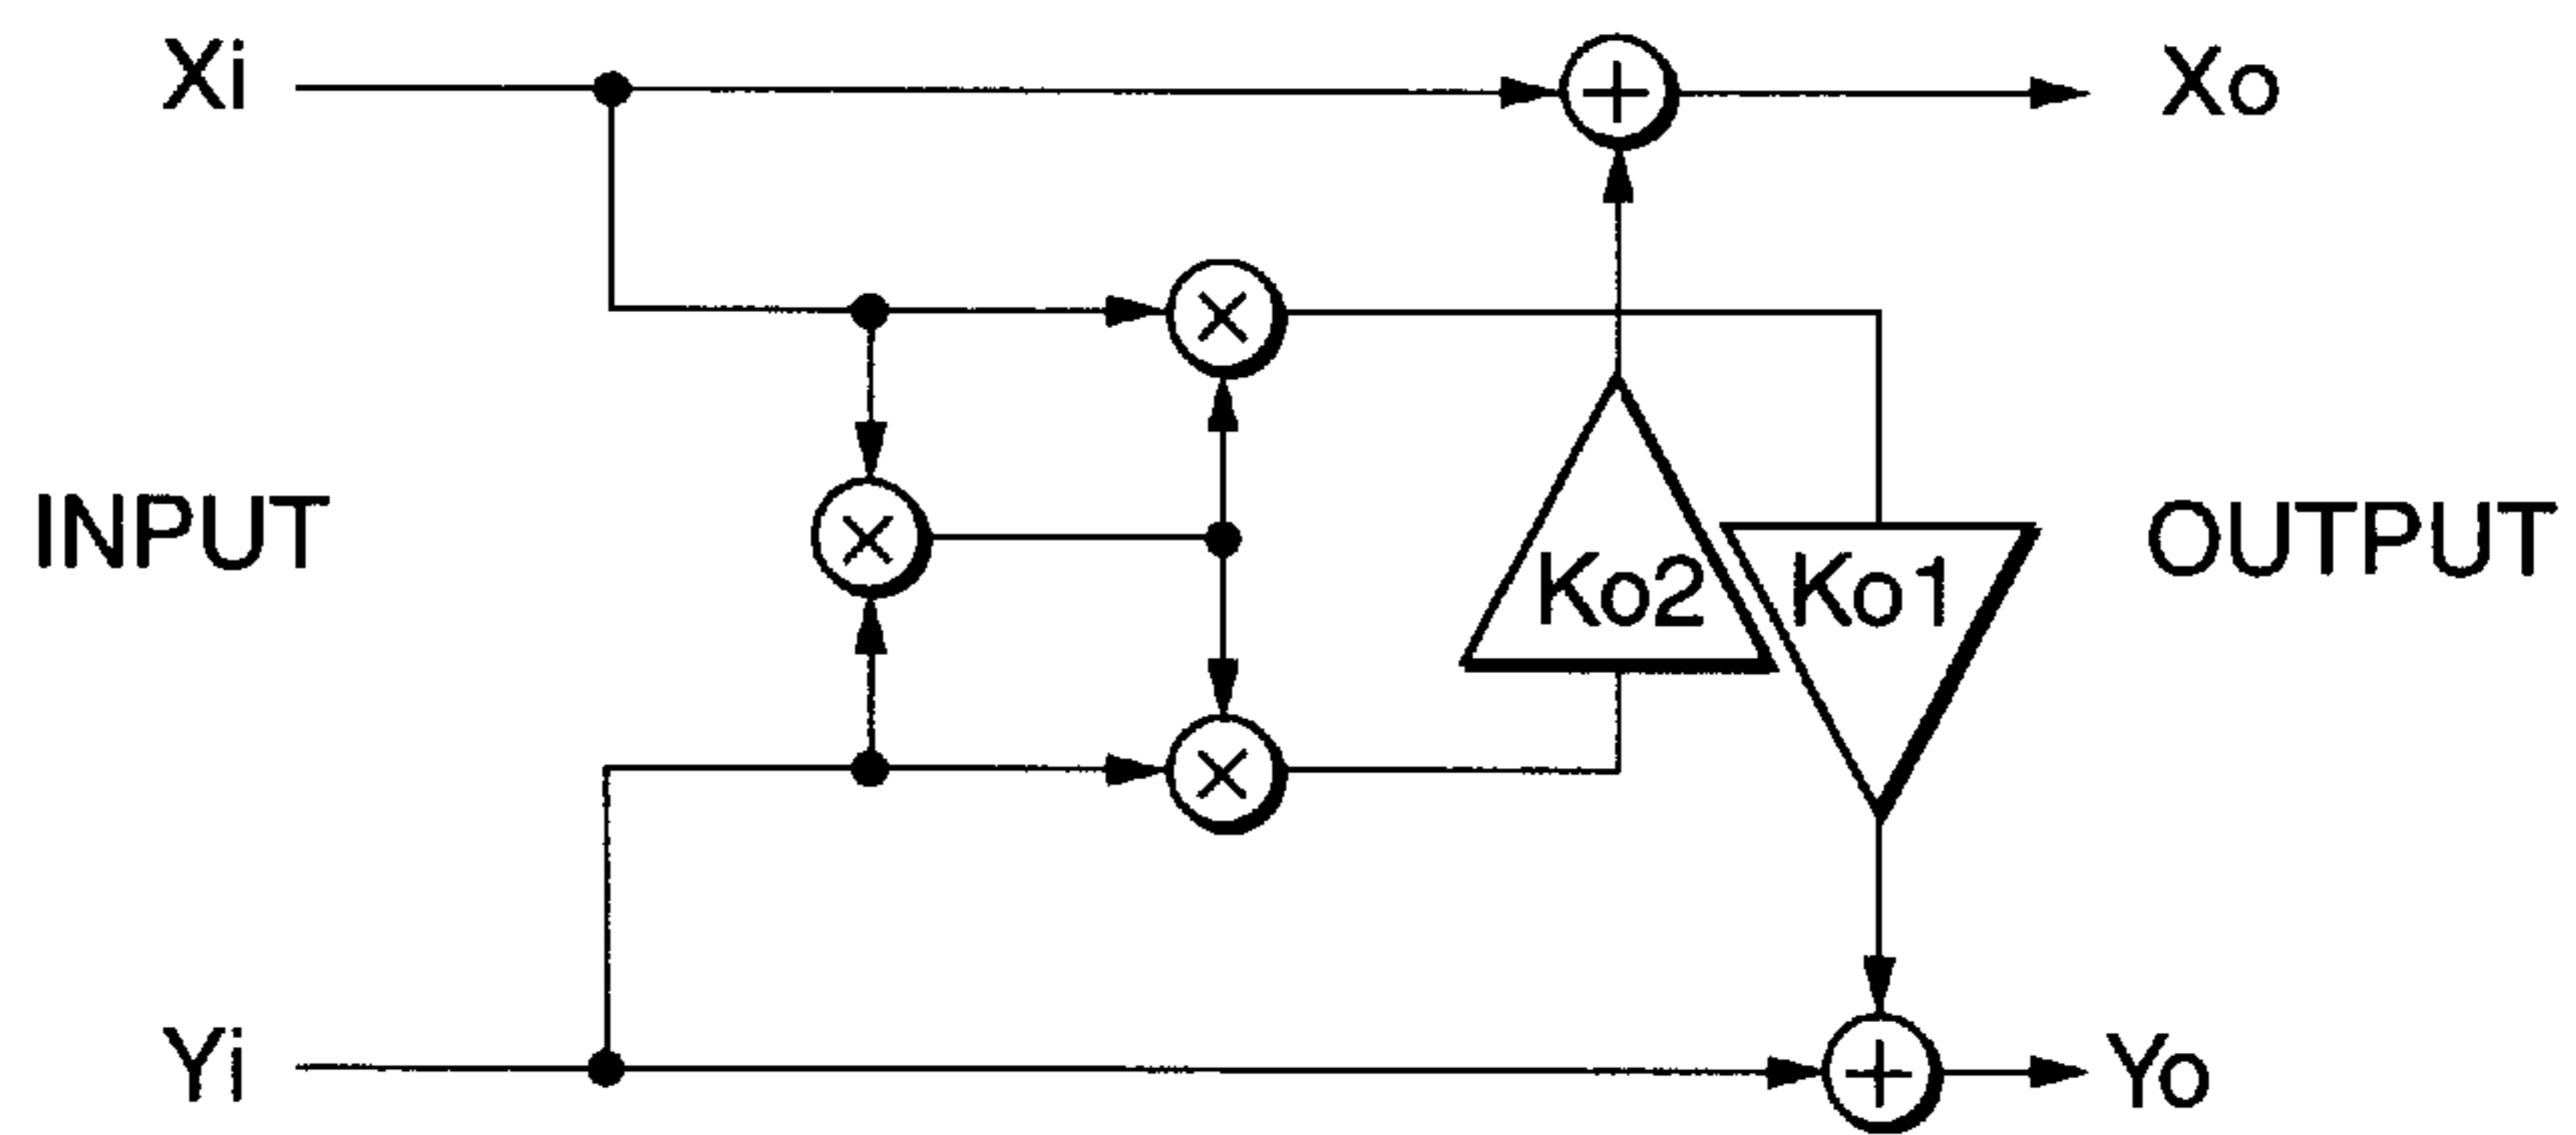 Xi
Xo
INPUT
Ko2
Ko1
OUTPUT
Yi
Yo